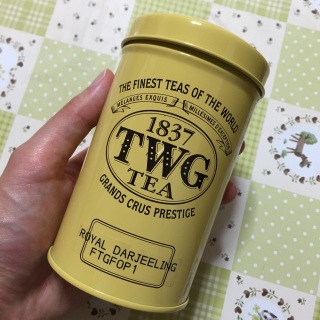 THE FINEST TEAS OF THE WORLD
MÉLANGES EXQUIS
MILLÉSIMES D'EXCEPTION
1837
TWG
TEA
GRANDS CRUS PRESTIGE
ROYAL DARJEELING
FTGFOP1